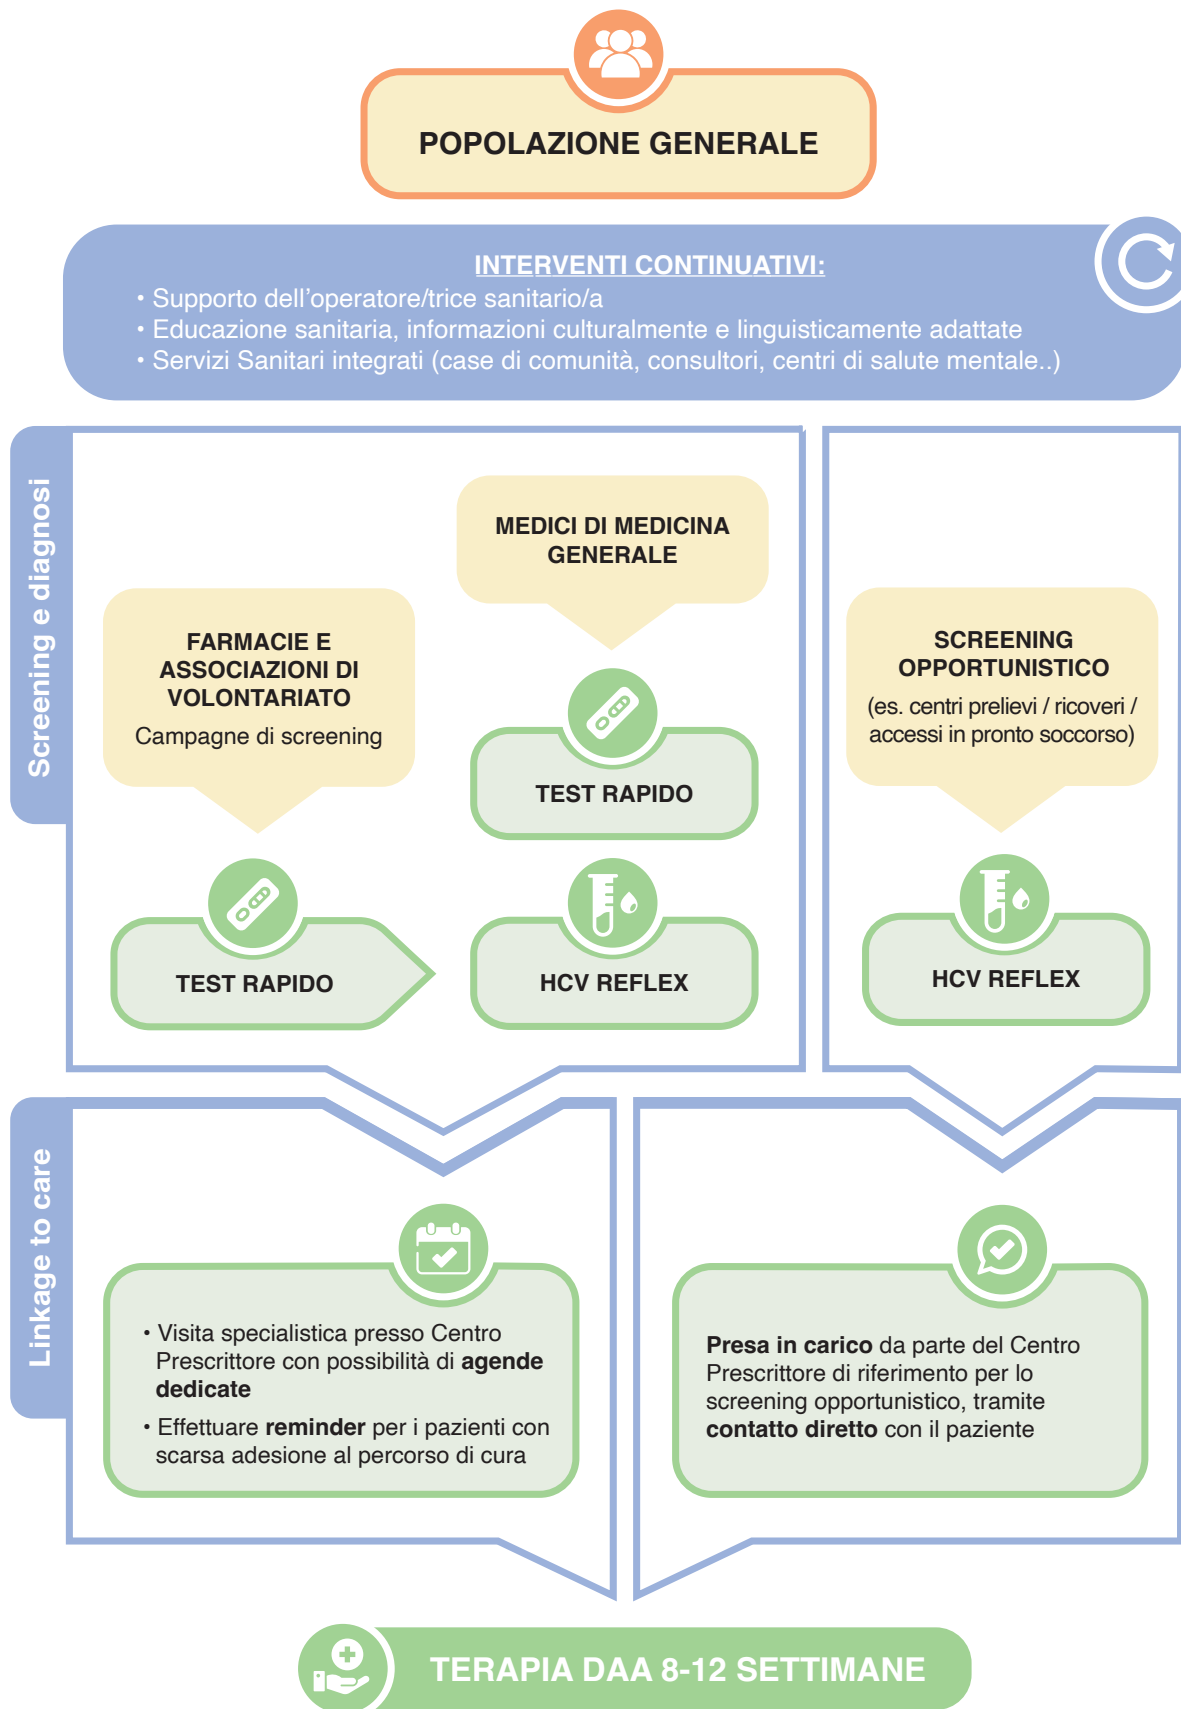 POPOLAZIONE GENERALE
INTERVENTI CONTINUATIVI:
• Supporto dell’operatore/trice sanitario/a
• Educazione sanitaria, informazioni culturalmente e linguisticamente adattate
• Servizi Sanitari integrati (case di comunità, consultori, centri di salute mentale..)
Screening e diagnosi
FARMACIE E
ASSOCIAZIONI DI
VOLONTARIATO
Campagne di screening
TEST RAPIDO
MEDICI DI MEDICINA
GENERALE
TEST RAPIDO
HCV REFLEX
SCREENING
OPPORTUNISTICO
(es. centri prelievi / ricoveri /
accessi in pronto soccorso)
HCV REFLEX
Linkage to care
• Visita specialistica presso Centro
Prescrittore con possibilità di agende
dedicate
• Effettuare reminder per i pazienti con
scarsa adesione al percorso di cura
Presa in carico da parte del Centro
Prescrittore di riferimento per lo
screening opportunistico, tramite
contatto diretto con il paziente
TERAPIA DAA 8-12 SETTIMANE